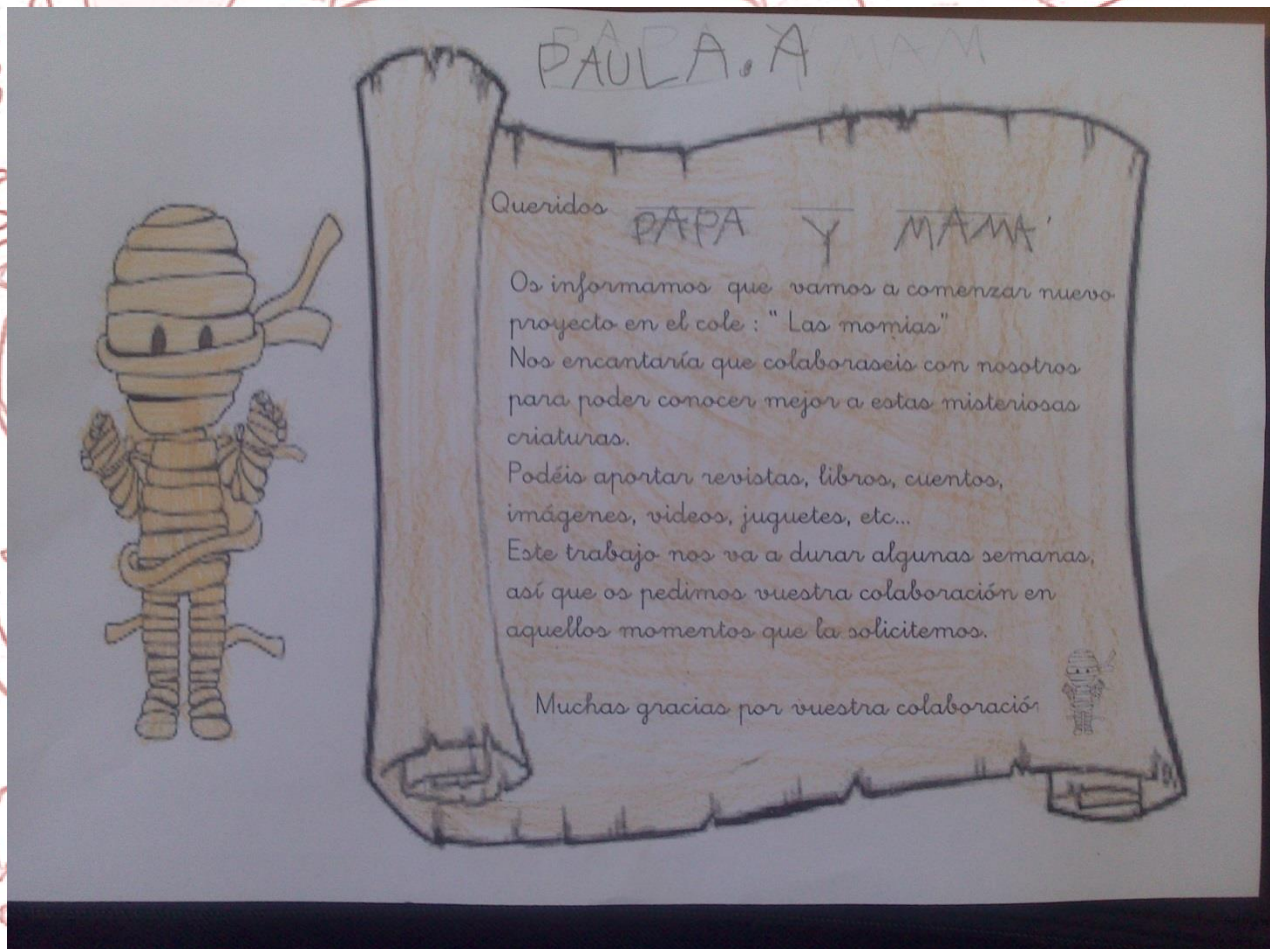 PAULA.A
Queridos PAPA Y MAMA
Os informamos que vamos a comenzar nuevo
proyecto en el cole : " Las momias"
Nos encantaría que colaboraseis con nosotros
para poder conocer mejor a estas misteriosas
criaturas.
Podéis aportar revistas, libros, cuentos,
imágenes, videos, juguetes, etc...
Este trabajo nos va a durar algunas semanas,
así que os pedimos vuestra colaboración en
aquellos momentos que la solicitemos.
Muchas gracias por vuestra colaboración